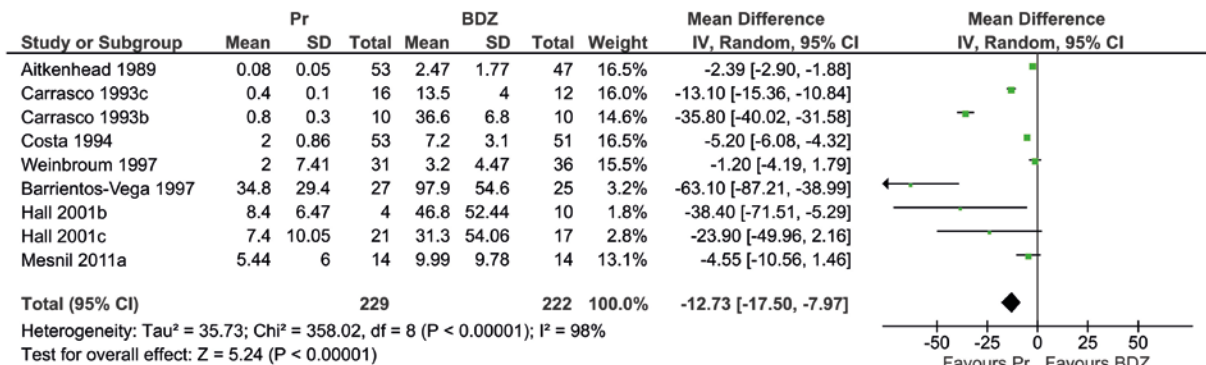 Pr BDZ Mean Difference Mean Difference
Study or Subgroup Mean SD Total Mean SD Total Weight IV, Random, 95% CI IV, Random, 95% CI
Aitkenhead 1989 0.08 0.05 53 2.47 1.77 47 16.5% -2.39 [-2.90, -1.88]
Carrasco 1993c 0.4 0.1 16 13.5 4 12 16.0% -13.10 [-15.36, -10.84]
Carrasco 1993b 0.8 0.3 10 36.6 6.8 10 14.6% -35.80 [-40.02, -31.58]
Costa 1994 2 0.86 53 7.2 3.1 51 16.5% -5.20 [-6.08, -4.32]
Weinbroum 1997 2 7.41 31 3.2 4.47 36 15.5% -1.20 [-4.19, 1.79]
Barrientos-Vega 1997 34.8 29.4 27 97.9 54.6 25 3.2% -63.10 [-87.21, -38.99]
Hall 2001b 8.4 6.47 4 46.8 52.44 10 1.8% -38.40 [-71.51, -5.29]
Hall 2001c 7.4 10.05 21 31.3 54.06 17 2.8% -23.90 [-49.96, 2.16]
Mesnil 2011a 5.44 6 14 9.99 9.78 14 13.1% -4.55 [-10.56, 1.46]
Total (95% CI) 229 222 100.0% -12.73 [-17.50, -7.97]
Heterogeneity: Tau² = 35.73; Chi² = 358.02, df = 8 (P < 0.00001); I² = 98%
Test for overall effect: Z = 5.24 (P < 0.00001)
-50 -25 0 25 50
Favours Pr Favours BDZ